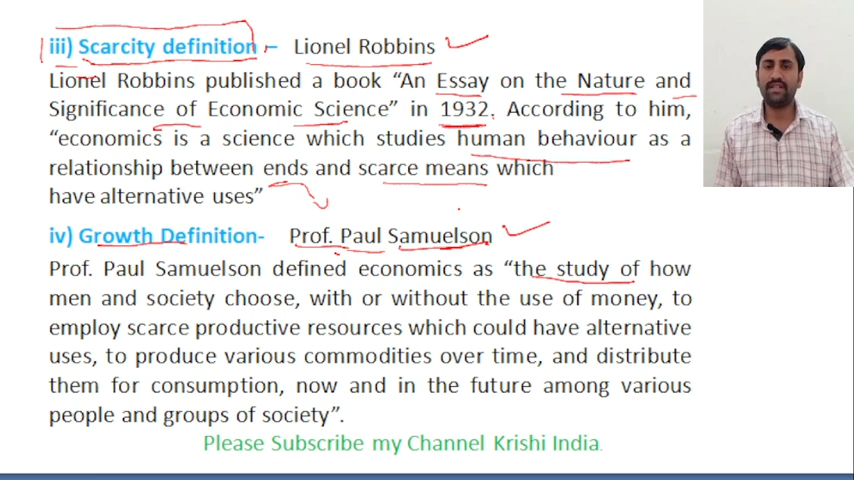 iii) Scarcity definition – Lionel Robbins
Lionel Robbins published a book “An Essay on the Nature and
Significance of Economic Science” in 1932. According to him,
“economics is a science which studies human behaviour as a
relationship between ends and scarce means which
have alternative uses”
iv) Growth Definition- Prof. Paul Samuelson
Prof. Paul Samuelson defined economics as “the study of how
men and society choose, with or without the use of money, to
employ scarce productive resources which could have alternative
uses, to produce various commodities over time, and distribute
them for consumption, now and in the future among various
people and groups of society”.
Please Subscribe my Channel Krishi India.